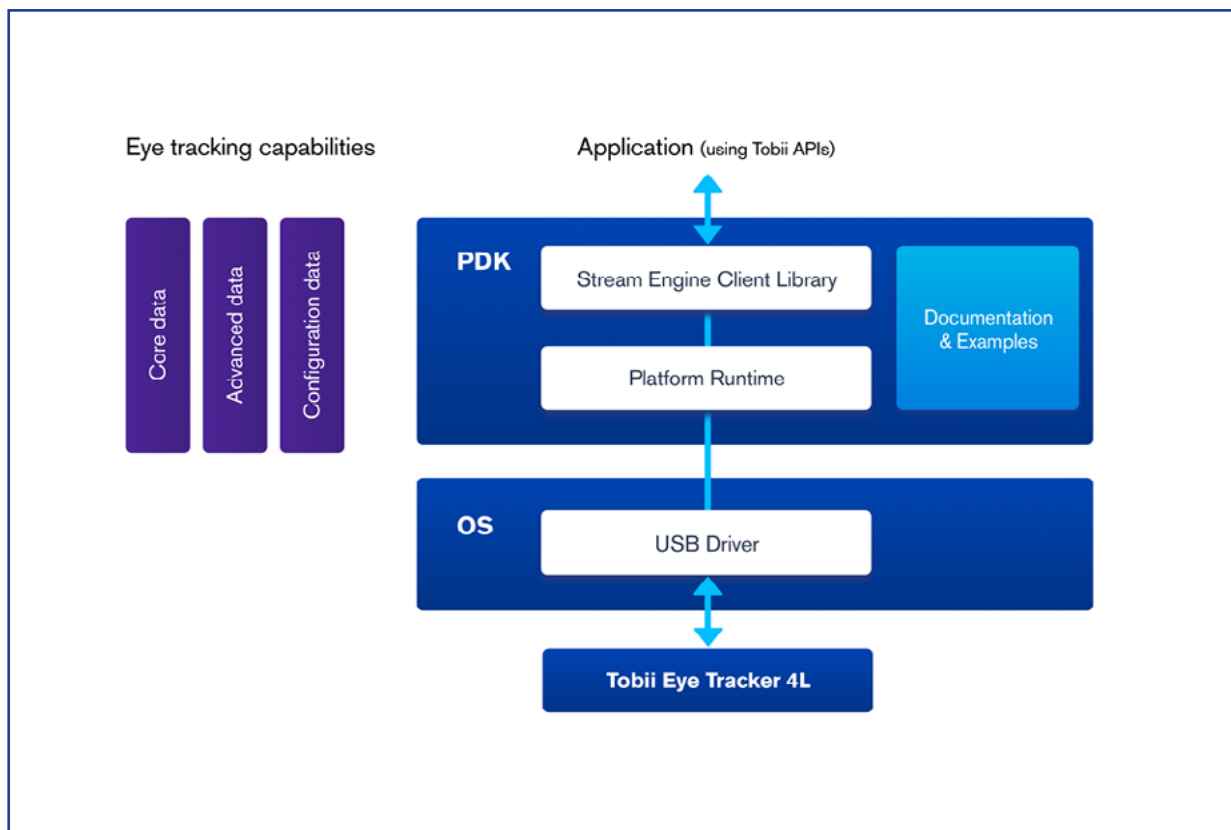 Eye tracking capabilities
Core data
Advanced data
Configuration data
Application (using Tobii APIs)
PDK
Stream Engine Client Library
Platform Runtime
Documentation
& Examples
OS
USB Driver
Tobii Eye Tracker 4L